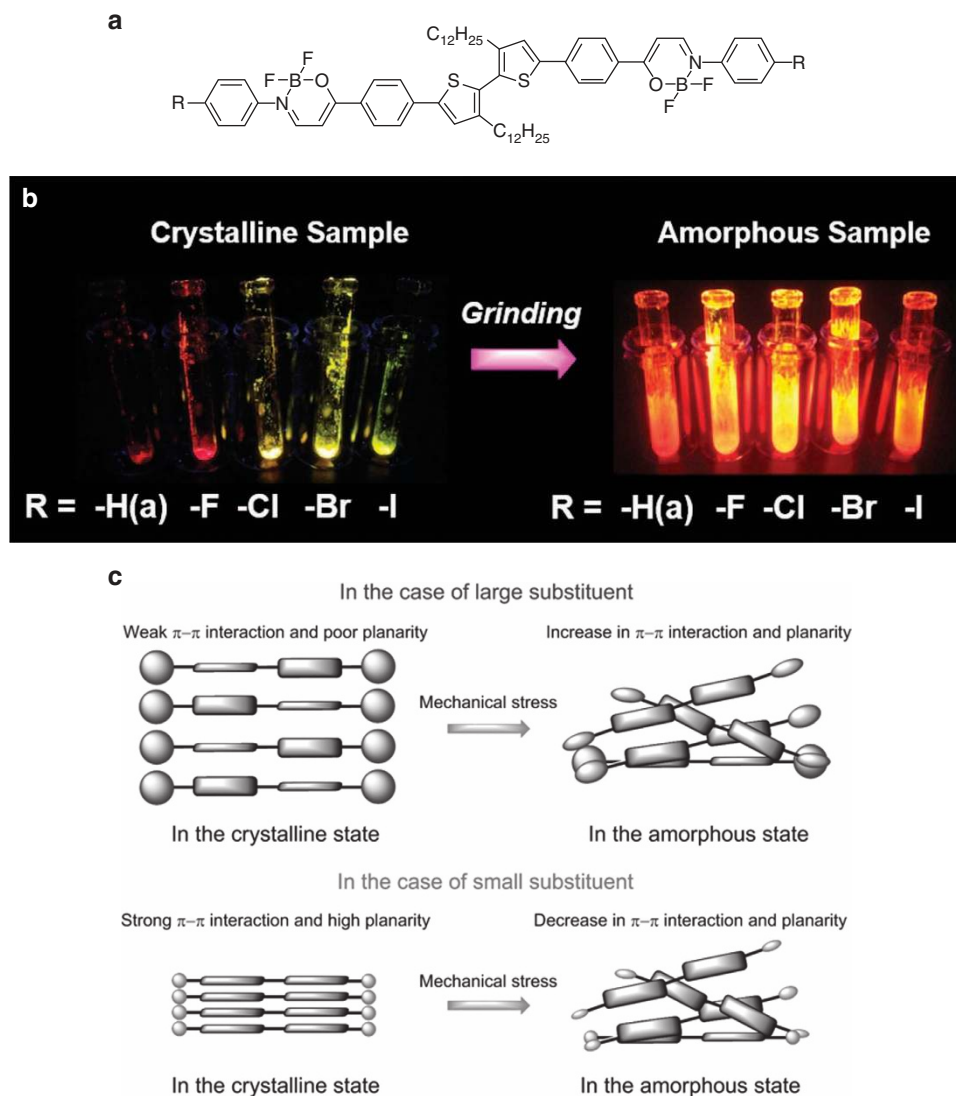 a
C12H25
F
F B O
R N
S S
N R
O B F
F
C12H25
b
Crystalline Sample
Amorphous Sample
Grinding
R = -H(a) -F -Cl -Br -I
R = -H(a) -F -Cl -Br -I
c
In the case of large substituent
Weak π–π interaction and poor planarity
Increase in π–π interaction and planarity
Mechanical stress
In the crystalline state
In the amorphous state
In the case of small substituent
Strong π–π interaction and high planarity
Decrease in π–π interaction and planarity
Mechanical stress
In the crystalline state
In the amorphous state